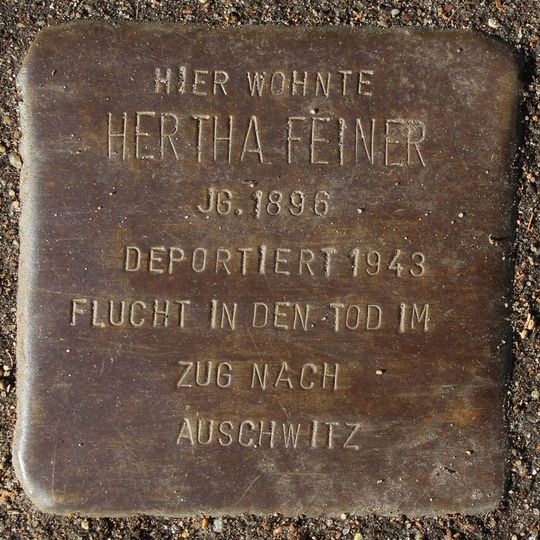 HIER WOHNTE
HERTHA FEINER
JG. 1896
DEPORTIERT 1943
FLUCHT IN DEN TOD IM
ZUG NACH
AUSCHWITZ